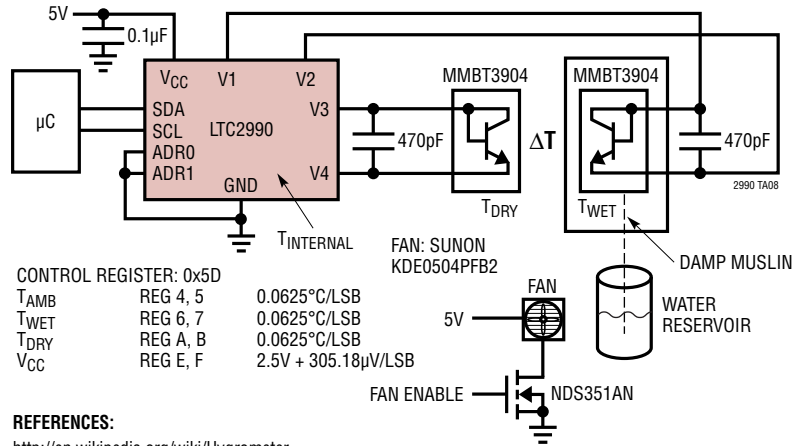 5V
0.1µF
VCC V1 V2
µC
SDA
SCL
ADR0
ADR1
LTC2990
V3
V4
GND
TINTERNAL
470pF
MMBT3904
TDRY
ΔT
MMBT3904
TWET
470pF
2990 TA08
DAMP MUSLIN
WATER
RESERVOIR
FAN: SUNON
KDE0504PFB2
FAN
5V
FAN ENABLE
NDS351AN
CONTROL REGISTER: 0x5D
TAMB REG 4, 5 0.0625°C/LSB
TWET REG 6, 7 0.0625°C/LSB
TDRY REG A, B 0.0625°C/LSB
VCC REG E, F 2.5V + 305.18µV/LSB
REFERENCES: